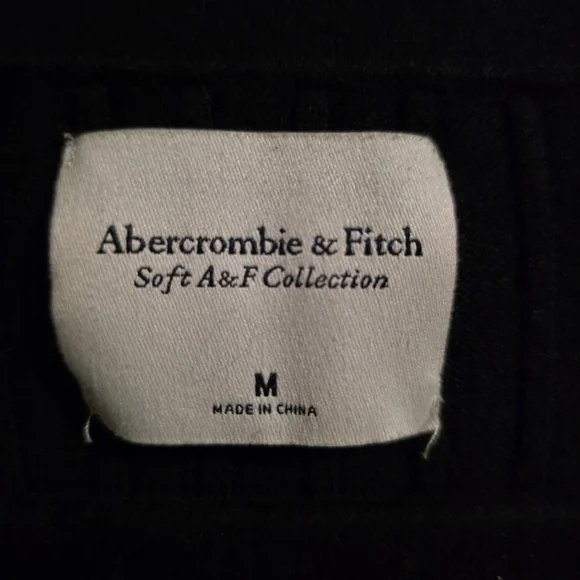 Abercrombie & Fitch
Soft A&F Collection
M
MADE IN CHINA